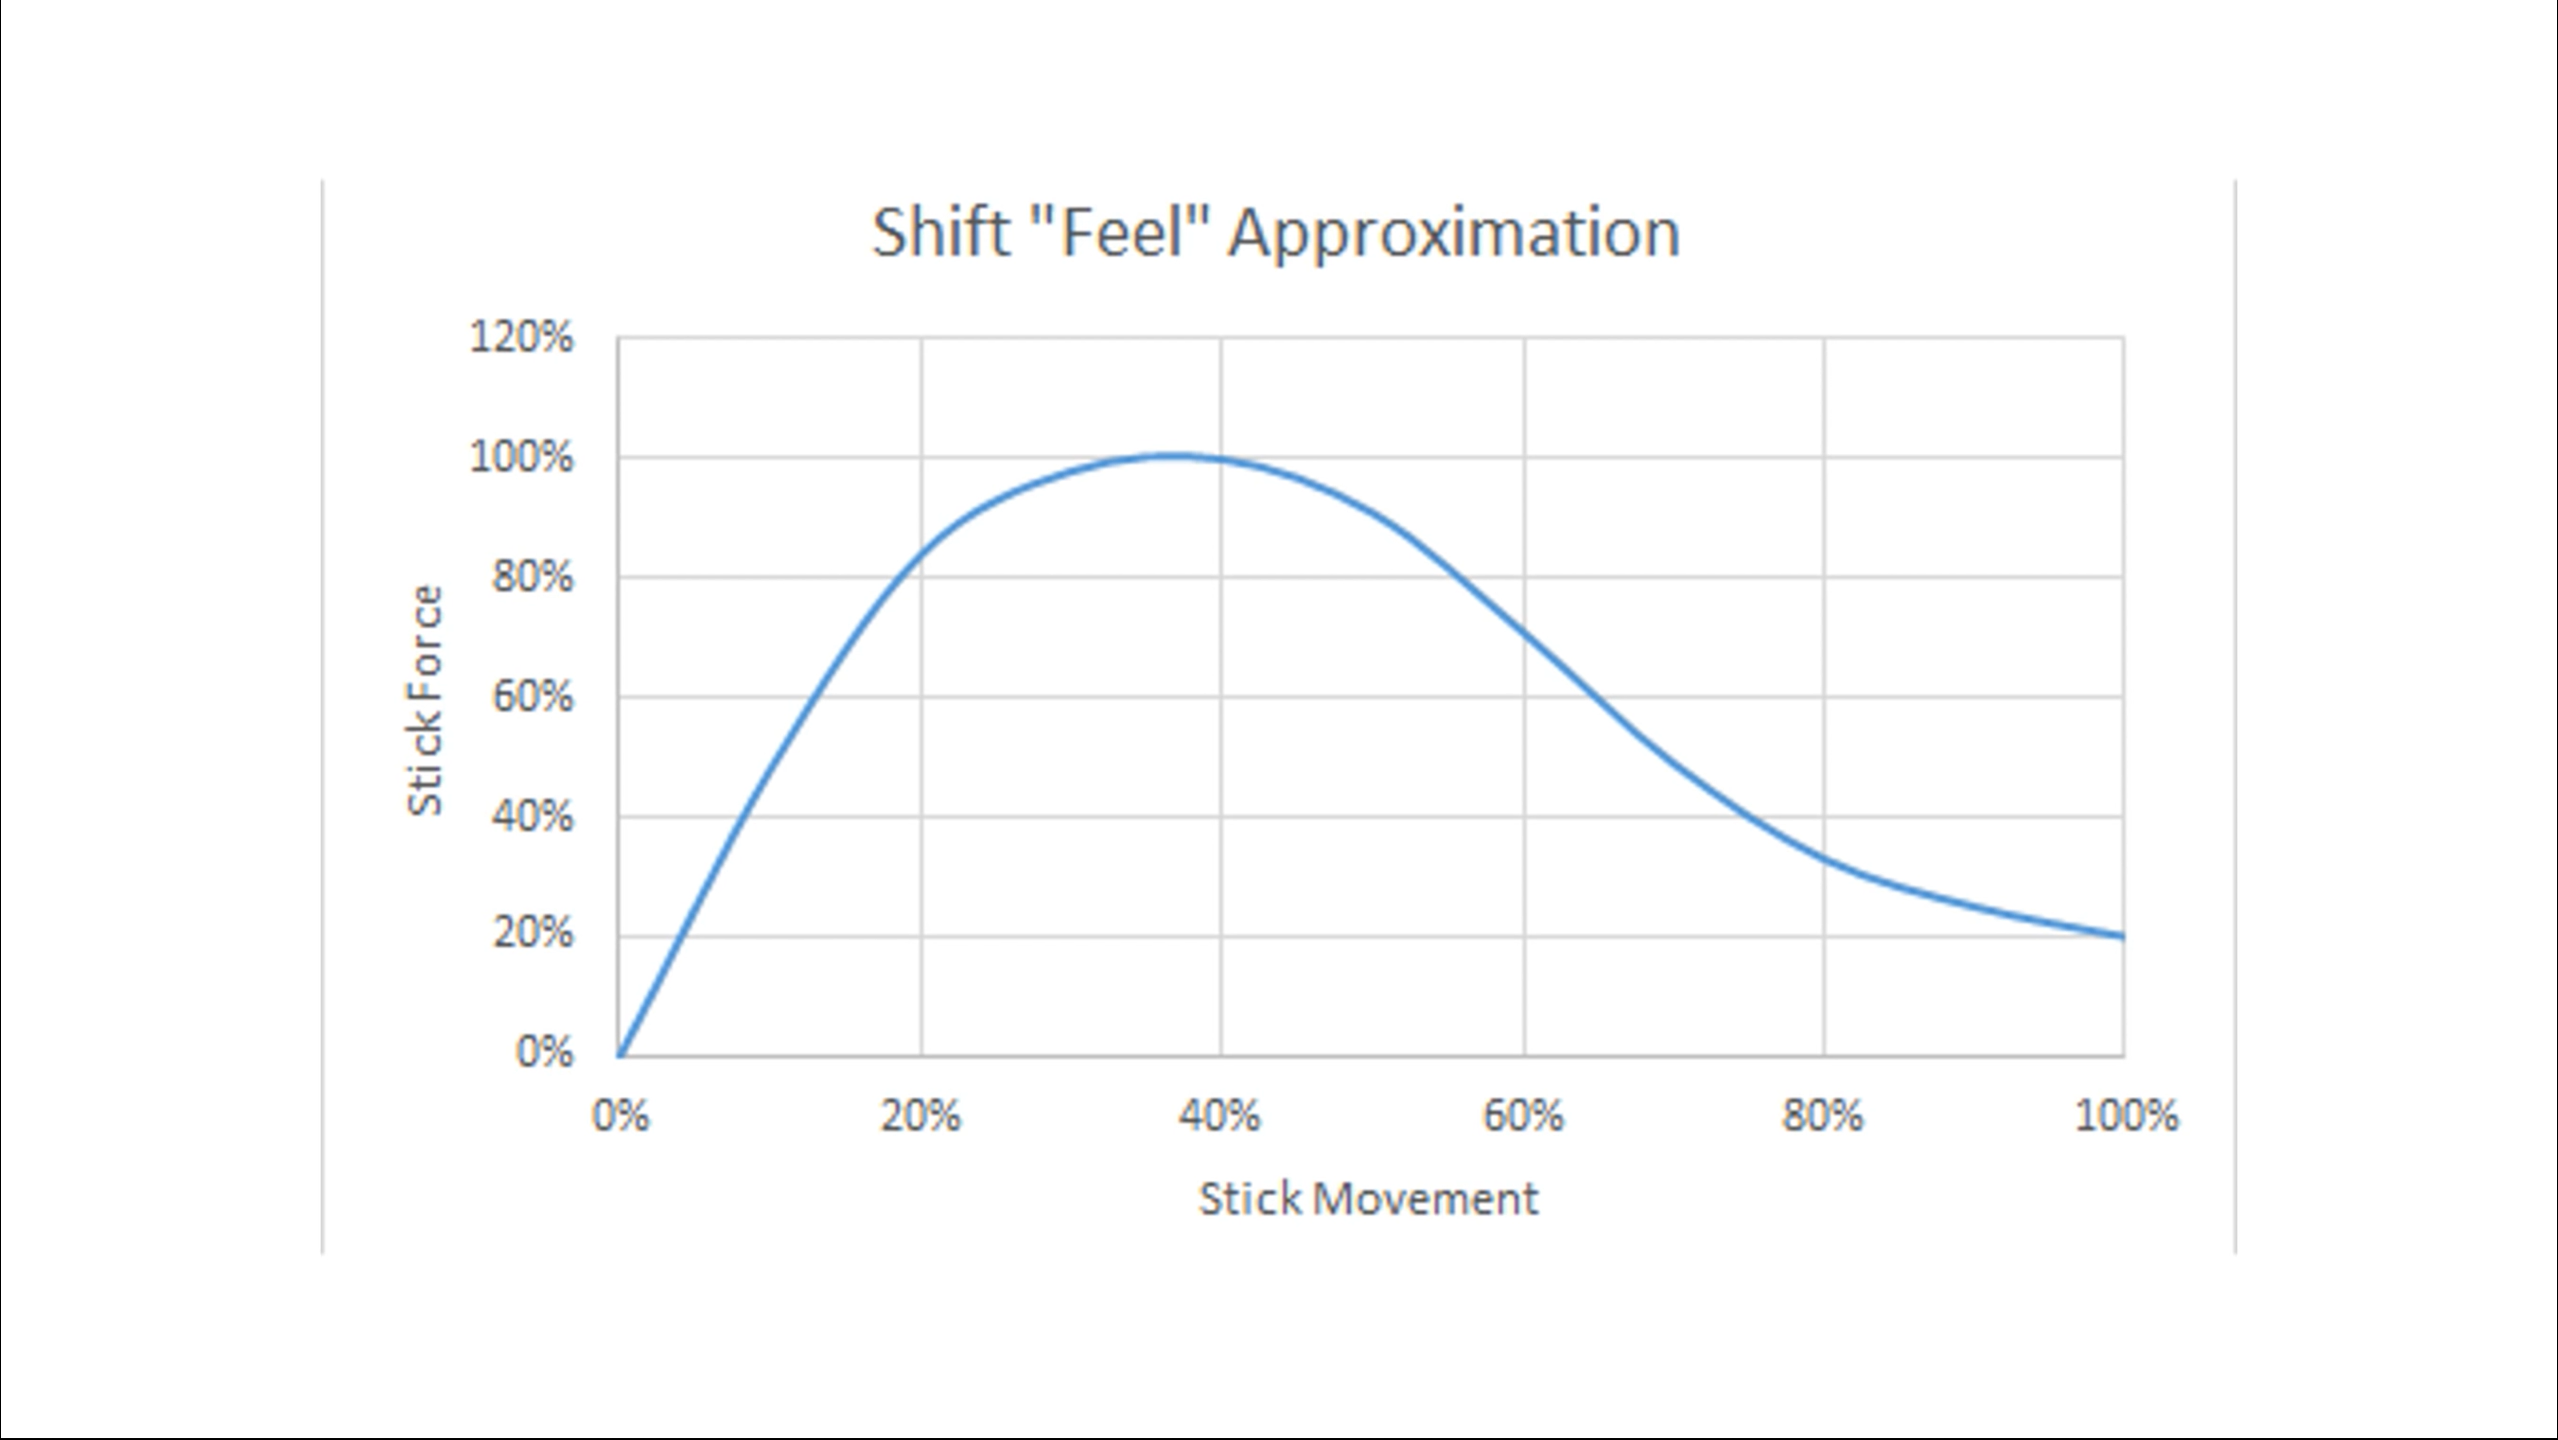 Shift "Feel" Approximation
120%
100%
80%
60%
40%
20%
0%
Stick Force
0% 20% 40% 60% 80% 100%
Stick Movement